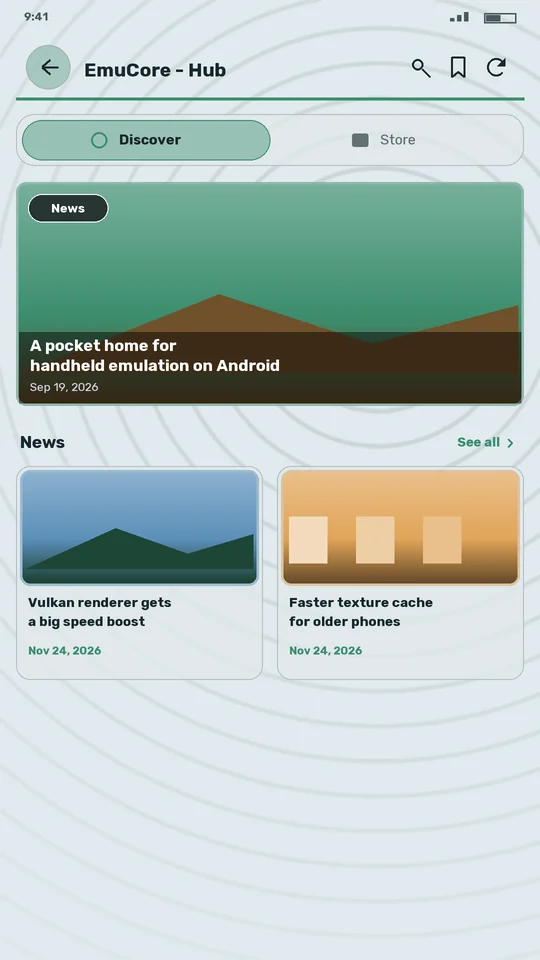 9:41
EmuCore - Hub
Discover
Store
News
A pocket home for
handheld emulation on Android
Sep 19, 2026
News
See all
Vulkan renderer gets
a big speed boost
Nov 24, 2026
Faster texture cache
for older phones
Nov 24, 2026